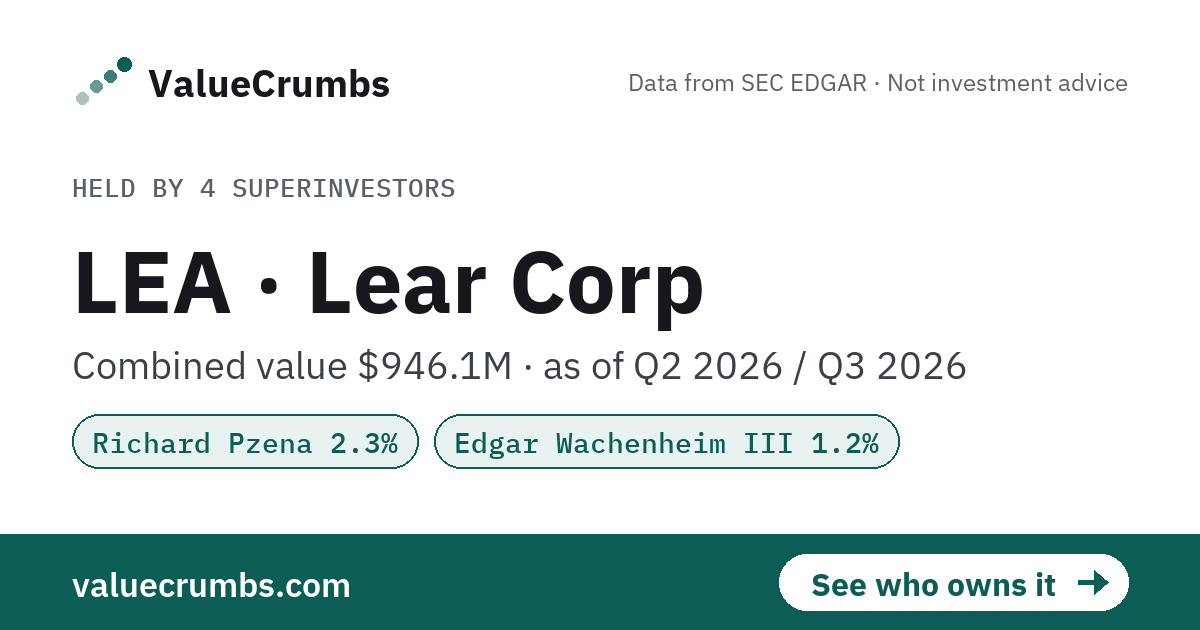 ValueCrumbs
Data from SEC EDGAR · Not investment advice
HELD BY 4 SUPERINVESTORS
LEA · Lear Corp
Combined value $946.1M · as of Q2 2026 / Q3 2026
Richard Pzena 2.3%
Edgar Wachenheim III 1.2%
valuecrumbs.com
See who owns it →